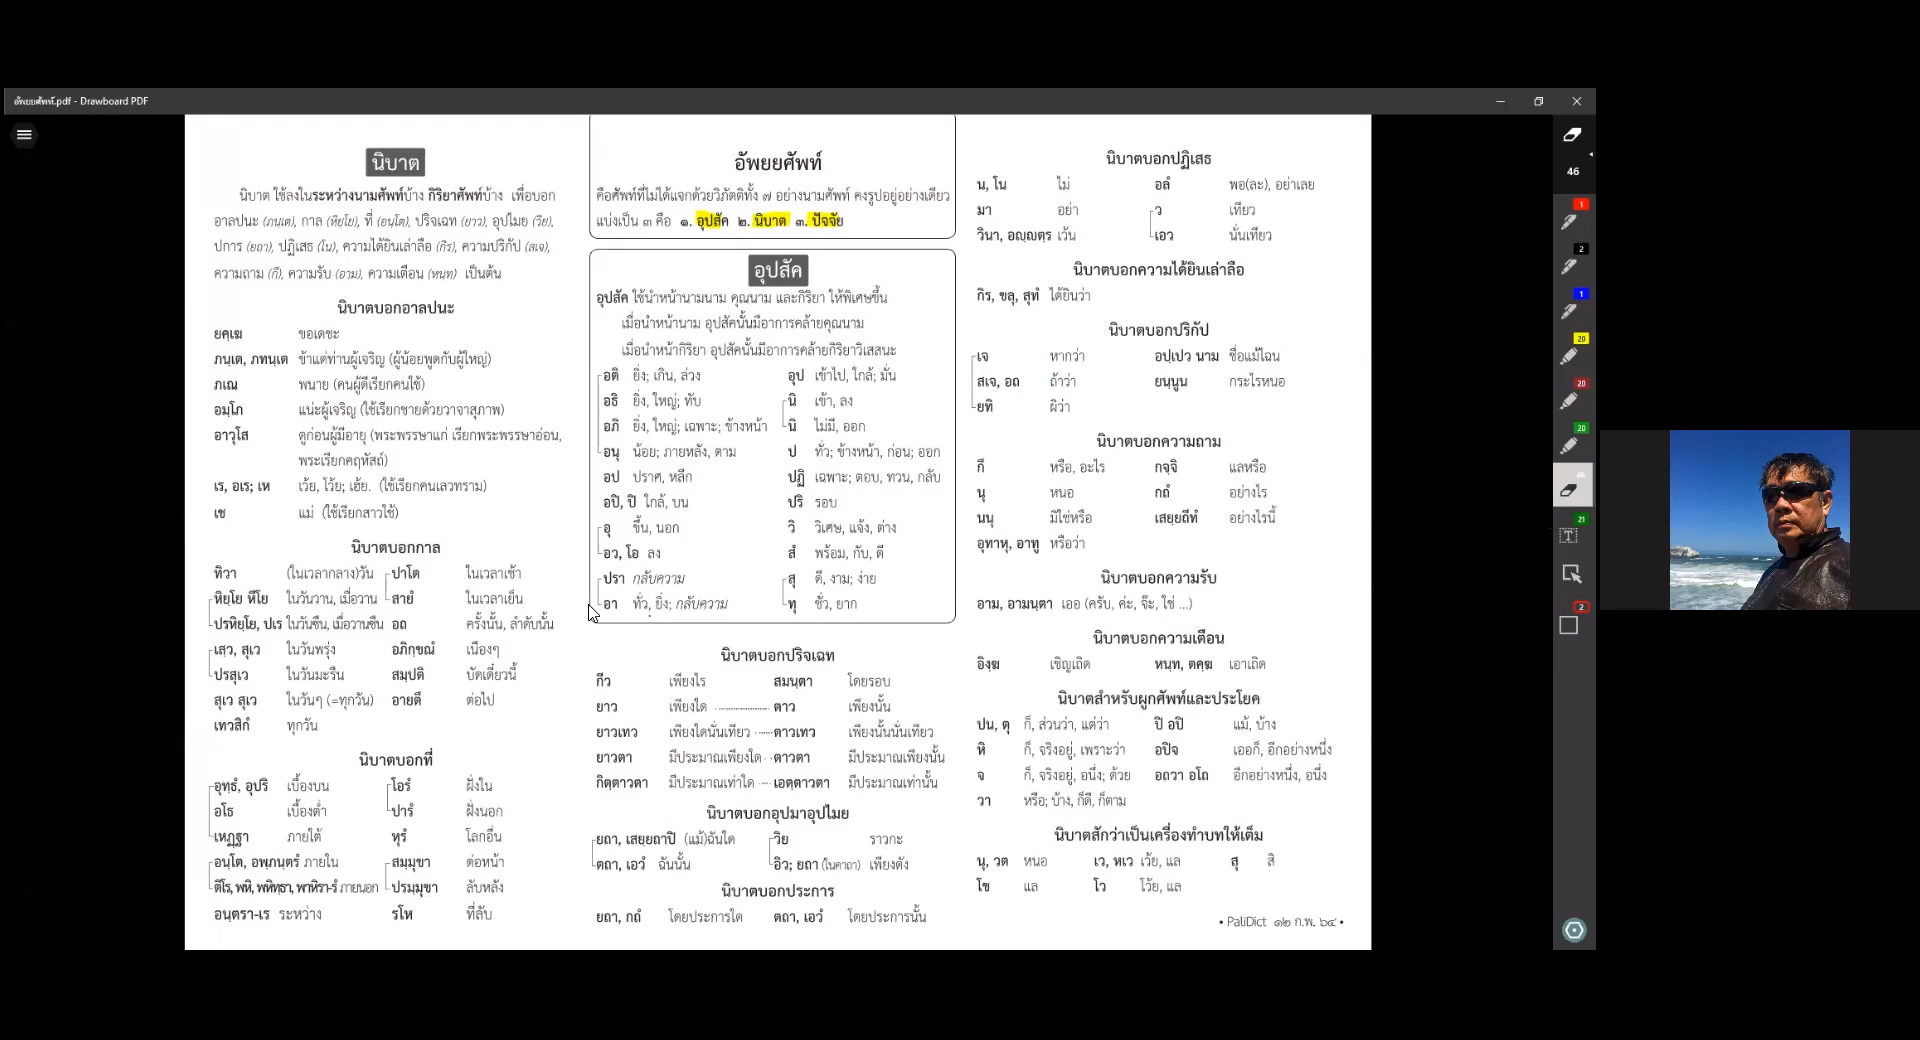 อัพยยศัพท์.pdf - Drawboard PDF
นิบาต
นิบาต ใช้ลงในระหว่างนามศัพท์บ้าง กิริยาศัพท์บ้าง เพื่อบอก
อาลปนะ (ภนฺเต), กาล (หิยฺโย), ที่ (อนฺโต), ปริจเฉท (ยาว), อุปไมย (วิย),
ปการ (ยถา), ปฏิเสธ (โน), ความได้ยินเล่าลือ (กิร), ความปริกัป (สเจ),
ความถาม (กึ), ความรับ (อาม), ความเตือน (หนฺท) เป็นต้น
นิบาตบอกอาลปนะ
ยคฺเฆ ขอเดชะ
ภนฺเต, ภทนฺเต ข้าแต่ท่านผู้เจริญ (ผู้น้อยพูดกับผู้ใหญ่)
ภเณ พนาย (คนผู้ดีเรียกคนใช้)
อมฺโภ แน่ะผู้เจริญ (ใช้เรียกชายด้วยวาจาสุภาพ)
อาวุโส ดูก่อนผู้มีอายุ (พระพรรษาแก่ เรียกพระพรรษาอ่อน,
พระเรียกคฤหัสถ์)
เร, อเร; เห เว้ย, โว้ย; เฮ้ย. (ใช้เรียกคนเลวทราม)
เช แม่ (ใช้เรียกสาวใช้)
นิบาตบอกกาล
ทิวา (ในเวลากลาง)วัน ปาโต ในเวลาเช้า
หิยฺโย หีโย ในวันวาน, เมื่อวาน สายํ ในเวลาเย็น
ปรหิยฺโย, ปเร ในวันซืน, เมื่อวานซืน อถ ครั้งนั้น, ลำดับนั้น
เสฺว, สุเว ในวันพรุ่ง อภิกฺขณํ เนืองๆ
ปรสุเว ในวันมะรืน สมฺปติ บัดเดี๋ยวนี้
สุเว สุเว ในวันๆ (=ทุกวัน) อายตึ ต่อไป
เทวสิกํ ทุกวัน
นิบาตบอกที่
อุทฺธํ, อุปริ เบื้องบน โอรํ ฝั่งใน
อโธ เบื้องต่ำ ปารํ ฝั่งนอก
เหฏฺฐา ภายใต้ หุรํ โลกอื่น
อนฺโต, อพฺภนฺตรํ ภายใน สมฺมุขา ต่อหน้า
ติโร, พหิ, พหิทฺธา, พาหิรา-รํ ภายนอก ปรมฺมุขา ลับหลัง
อนฺตรา-เร ระหว่าง รโห ที่ลับ
อัพยยศัพท์
คือศัพท์ที่ไม่ได้แจกด้วยวิภัตติทั้ง ๗ อย่างนามศัพท์ คงรูปอยู่อย่างเดียว
แบ่งเป็น ๓ คือ ๑. อุปสัค ๒. นิบาต ๓. ปัจจัย
อุปสัค
อุปสัค ใช้นำหน้านามนาม คุณนาม และกิริยา ให้พิเศษขึ้น
เมื่อนำหน้านาม อุปสัคนั้นมีอาการคล้ายคุณนาม
เมื่อนำหน้ากิริยา อุปสัคนั้นมีอาการคล้ายกิริยาวิเสสนะ
อติ ยิ่ง; เกิน, ล่วง อุป เข้าไป, ใกล้; มั่น
อธิ ยิ่ง, ใหญ่; ทับ นิ เข้า, ลง
อภิ ยิ่ง, ใหญ่; เฉพาะ; ข้างหน้า นิ ไม่มี, ออก
อนุ น้อย; ภายหลัง, ตาม ป ทั่ว; ข้างหน้า, ก่อน; ออก
อป ปราศ, หลีก ปฏิ เฉพาะ; ตอบ, ทวน, กลับ
อปิ, ปิ ใกล้, บน ปริ รอบ
อุ ขึ้น, นอก วิ วิเศษ, แจ้ง, ต่าง
อว, โอ ลง สํ พร้อม, กับ, ดี
ปรา กลับความ สุ ดี, งาม; ง่าย
อา ทั่ว, ยิ่ง; กลับความ ทุ ชั่ว, ยาก
นิบาตบอกปริจเฉท
กีว เพียงไร สมนฺตา โดยรอบ
ยาว เพียงใด ตาว เพียงนั้น
ยาวเทว เพียงใดนั่นเทียว ตาวเทว เพียงนั้นนั่นเทียว
ยาวตา มีประมาณเพียงใด ตาวตา มีประมาณเพียงนั้น
กิตฺตาวตา มีประมาณเท่าใด เอตฺตาวตา มีประมาณเท่านั้น
นิบาตบอกอุปมาอุปไมย
ยถา, เสยฺยถาปิ (แม้)ฉันใด วิย ราวกะ
ตถา, เอวํ ฉันนั้น อิว; ยถา (ในคาถา) เพียงดัง
นิบาตบอกประการ
ยถา, กถํ โดยประการใด ตถา, เอวํ โดยประการนั้น
นิบาตบอกปฏิเสธ
น, โน ไม่ อลํ พอ(ละ), อย่าเลย
มา อย่า ว เทียว
วินา, อญฺญตฺร เว้น เอว นั่นเทียว
นิบาตบอกความได้ยินเล่าลือ
กิร, ขลุ, สุทํ ได้ยินว่า
นิบาตบอกปริกัป
เจ หากว่า อปฺเปว นาม ชื่อแม้ไฉน
สเจ, อถ ถ้าว่า ยนฺนูน กระไรหนอ
ยทิ ผิว่า
นิบาตบอกความถาม
กึ หรือ, อะไร กจฺจิ แลหรือ
นุ หนอ กถํ อย่างไร
นนุ มิใช่หรือ เสยฺยถีทํ อย่างไรนี้
อุทาหุ, อาทู หรือว่า
นิบาตบอกความรับ
อาม, อามนฺตา เออ (ครับ, ค่ะ, จ๊ะ, ใช่ ...)
นิบาตบอกความเตือน
อิงฺฆ เชิญเถิด หนฺท, ตคฺฆ เอาเถิด
นิบาตสำหรับผูกศัพท์และประโยค
ปน, ตุ ก็, ส่วนว่า, แต่ว่า ปิ อปิ แม้, บ้าง
หิ ก็, จริงอยู่, เพราะว่า อปิจ เออก็, อีกอย่างหนึ่ง
จ ก็, จริงอยู่, อนึ่ง; ด้วย อถวา อโถ อีกอย่างหนึ่ง, อนึ่ง
วา หรือ; บ้าง, ก็ดี, ก็ตาม
นิบาตสักว่าเป็นเครื่องทำบทให้เต็ม
นุ, วต หนอ เว, หเว เว้ย, แล สุ สิ
โข แล โว โว้ย, แล
• PaliDict ๑๒ ก.พ. ๖๔ •
46
1
2
1
20
20
20
46
21
T
2